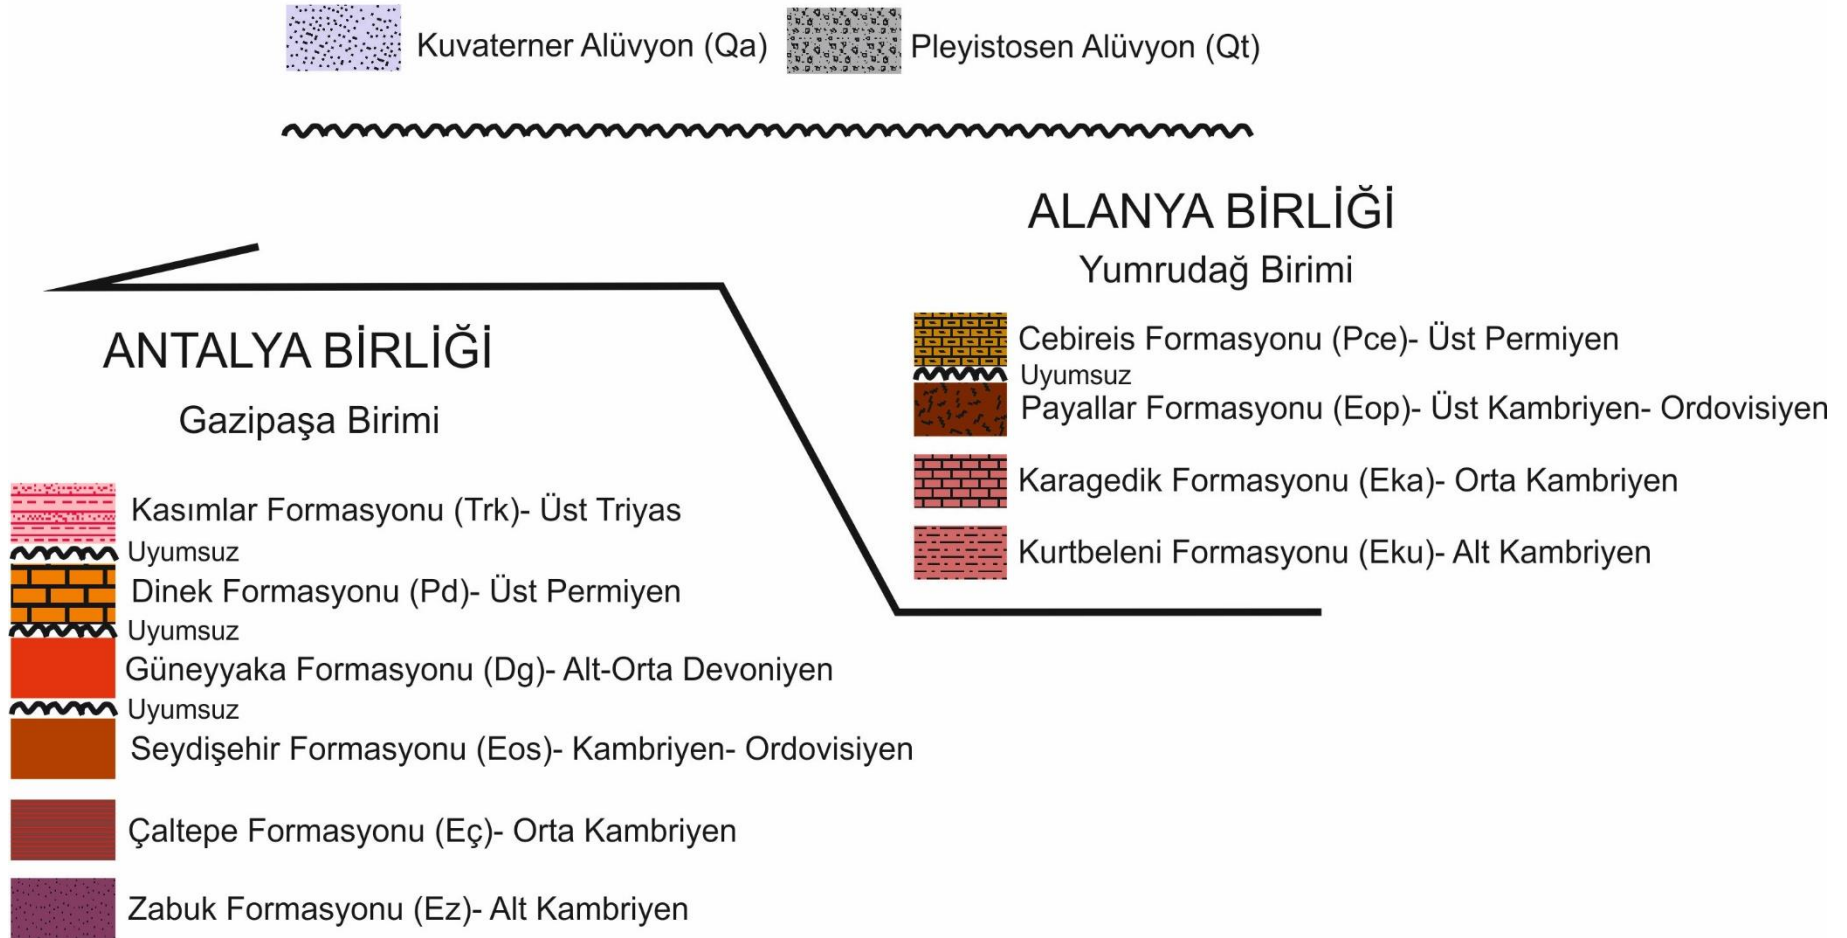 Kuvaterner Alüvyon (Qa)
Pleyistosen Alüvyon (Qt)
ALANYA BİRLİĞİ
Yumrudağ Birimi
Cebireis Formasyonu (Pce)- Üst Permiyen
Uyumsuz
Payallar Formasyonu (Eop)- Üst Kambriyen- Ordovisiyen
Karagedik Formasyonu (Eka)- Orta Kambriyen
Kurtbeleni Formasyonu (Eku)- Alt Kambriyen
ANTALYA BİRLİĞİ
Gazipaşa Birimi
Kasımlar Formasyonu (Trk)- Üst Triyas
Uyumsuz
Dinek Formasyonu (Pd)- Üst Permiyen
Uyumsuz
Güneyyaka Formasyonu (Dg)- Alt-Orta Devoniyen
Uyumsuz
Seydişehir Formasyonu (Eos)- Kambriyen- Ordovisiyen
Çaltepe Formasyonu (Eç)- Orta Kambriyen
Zabuk Formasyonu (Ez)- Alt Kambriyen